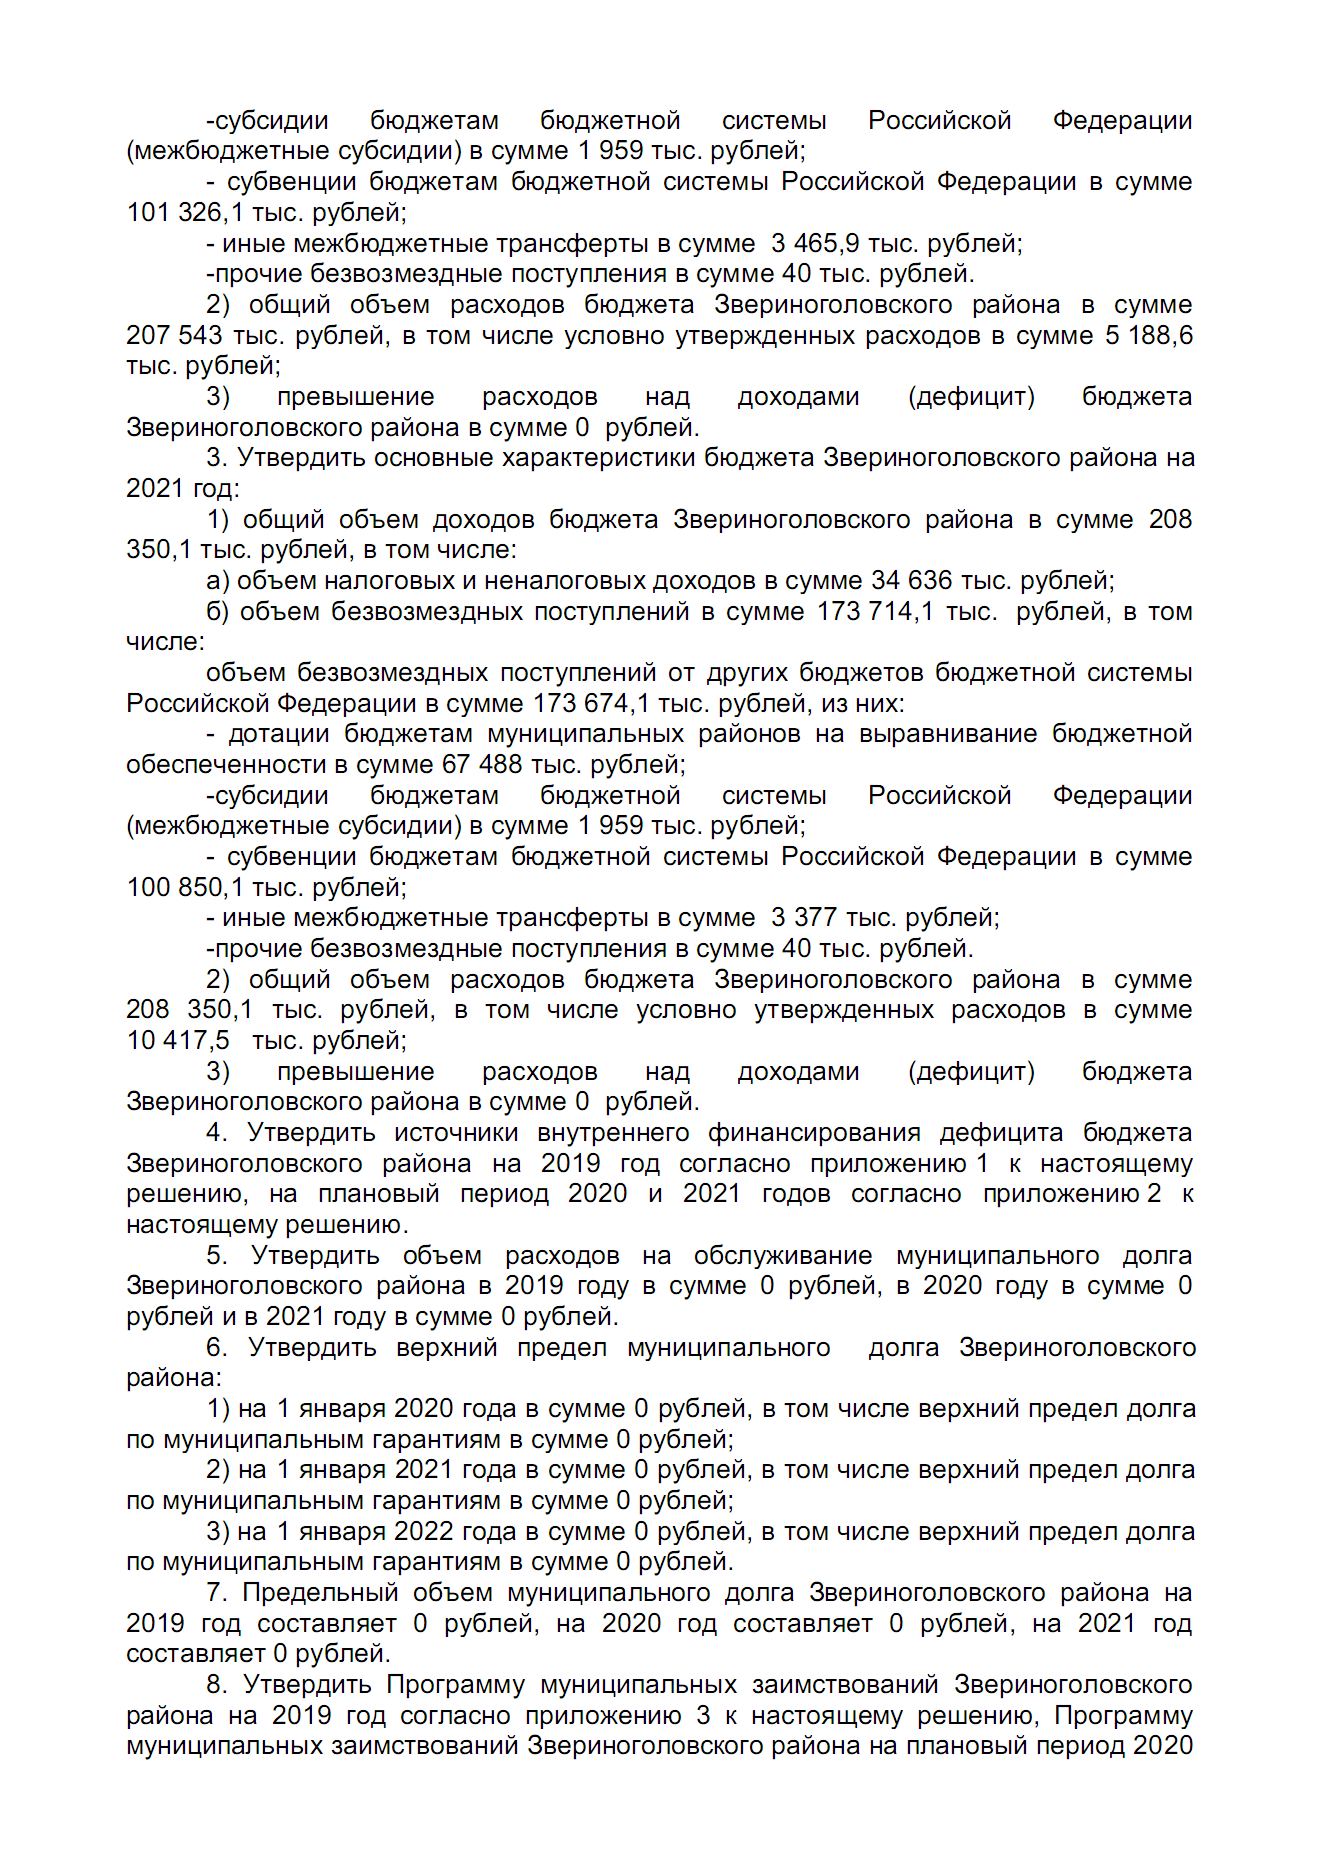 -субсидии бюджетам бюджетной системы Российской Федерации
(межбюджетные субсидии) в сумме 1 959 тыс. рублей;
- субвенции бюджетам бюджетной системы Российской Федерации в сумме
101 326,1 тыс. рублей;
- иные межбюджетные трансферты в сумме 3 465,9 тыс. рублей;
-прочие безвозмездные поступления в сумме 40 тыс. рублей.
2) общий объем расходов бюджета Звериноголовского района в сумме
207 543 тыс. рублей, в том числе условно утвержденных расходов в сумме 5 188,6
тыс. рублей;
3) превышение расходов над доходами (дефицит) бюджета
Звериноголовского района в сумме 0 рублей.
3. Утвердить основные характеристики бюджета Звериноголовского района на
2021 год:
1) общий объем доходов бюджета Звериноголовского района в сумме 208
350,1 тыс. рублей, в том числе:
а) объем налоговых и неналоговых доходов в сумме 34 636 тыс. рублей;
б) объем безвозмездных поступлений в сумме 173 714,1 тыс. рублей, в том
числе:
объем безвозмездных поступлений от других бюджетов бюджетной системы
Российской Федерации в сумме 173 674,1 тыс. рублей, из них:
- дотации бюджетам муниципальных районов на выравнивание бюджетной
обеспеченности в сумме 67 488 тыс. рублей;
-субсидии бюджетам бюджетной системы Российской Федерации
(межбюджетные субсидии) в сумме 1 959 тыс. рублей;
- субвенции бюджетам бюджетной системы Российской Федерации в сумме
100 850,1 тыс. рублей;
- иные межбюджетные трансферты в сумме 3 377 тыс. рублей;
-прочие безвозмездные поступления в сумме 40 тыс. рублей.
2) общий объем расходов бюджета Звериноголовского района в сумме
208 350,1 тыс. рублей, в том числе условно утвержденных расходов в сумме
10 417,5 тыс. рублей;
3) превышение расходов над доходами (дефицит) бюджета
Звериноголовского района в сумме 0 рублей.
4. Утвердить источники внутреннего финансирования дефицита бюджета
Звериноголовского района на 2019 год согласно приложению 1 к настоящему
решению, на плановый период 2020 и 2021 годов согласно приложению 2 к
настоящему решению.
5. Утвердить объем расходов на обслуживание муниципального долга
Звериноголовского района в 2019 году в сумме 0 рублей, в 2020 году в сумме 0
рублей и в 2021 году в сумме 0 рублей.
6. Утвердить верхний предел муниципального долга Звериноголовского
района:
1) на 1 января 2020 года в сумме 0 рублей, в том числе верхний предел долга
по муниципальным гарантиям в сумме 0 рублей;
2) на 1 января 2021 года в сумме 0 рублей, в том числе верхний предел долга
по муниципальным гарантиям в сумме 0 рублей;
3) на 1 января 2022 года в сумме 0 рублей, в том числе верхний предел долга
по муниципальным гарантиям в сумме 0 рублей.
7. Предельный объем муниципального долга Звериноголовского района на
2019 год составляет 0 рублей, на 2020 год составляет 0 рублей, на 2021 год
составляет 0 рублей.
8. Утвердить Программу муниципальных заимствований Звериноголовского
района на 2019 год согласно приложению 3 к настоящему решению, Программу
муниципальных заимствований Звериноголовского района на плановый период 2020